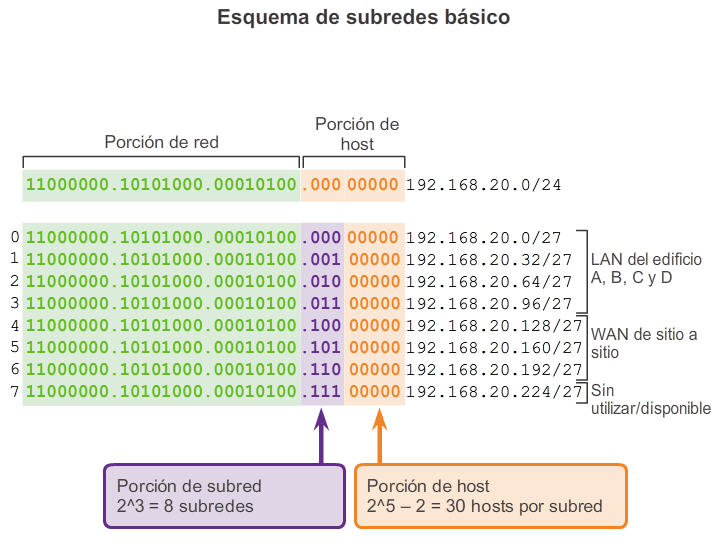 Esquema de subredes básico
Porción de red
Porción de
host
11000000.10101000.00010100.000 00000 192.168.20.0/24
0 11000000.10101000.00010100.000 00000 192.168.20.0/27
1 11000000.10101000.00010100.001 00000 192.168.20.32/27
2 11000000.10101000.00010100.010 00000 192.168.20.64/27
3 11000000.10101000.00010100.011 00000 192.168.20.96/27
LAN del edificio
A, B, C y D
4 11000000.10101000.00010100.100 00000 192.168.20.128/27
5 11000000.10101000.00010100.101 00000 192.168.20.160/27
6 11000000.10101000.00010100.110 00000 192.168.20.192/27
WAN de sitio a
sitio
7 11000000.10101000.00010100.111 00000 192.168.20.224/27
Sin
utilizar/disponible
Porción de subred
2^3 = 8 subredes
Porción de host
2^5 – 2 = 30 hosts por subred